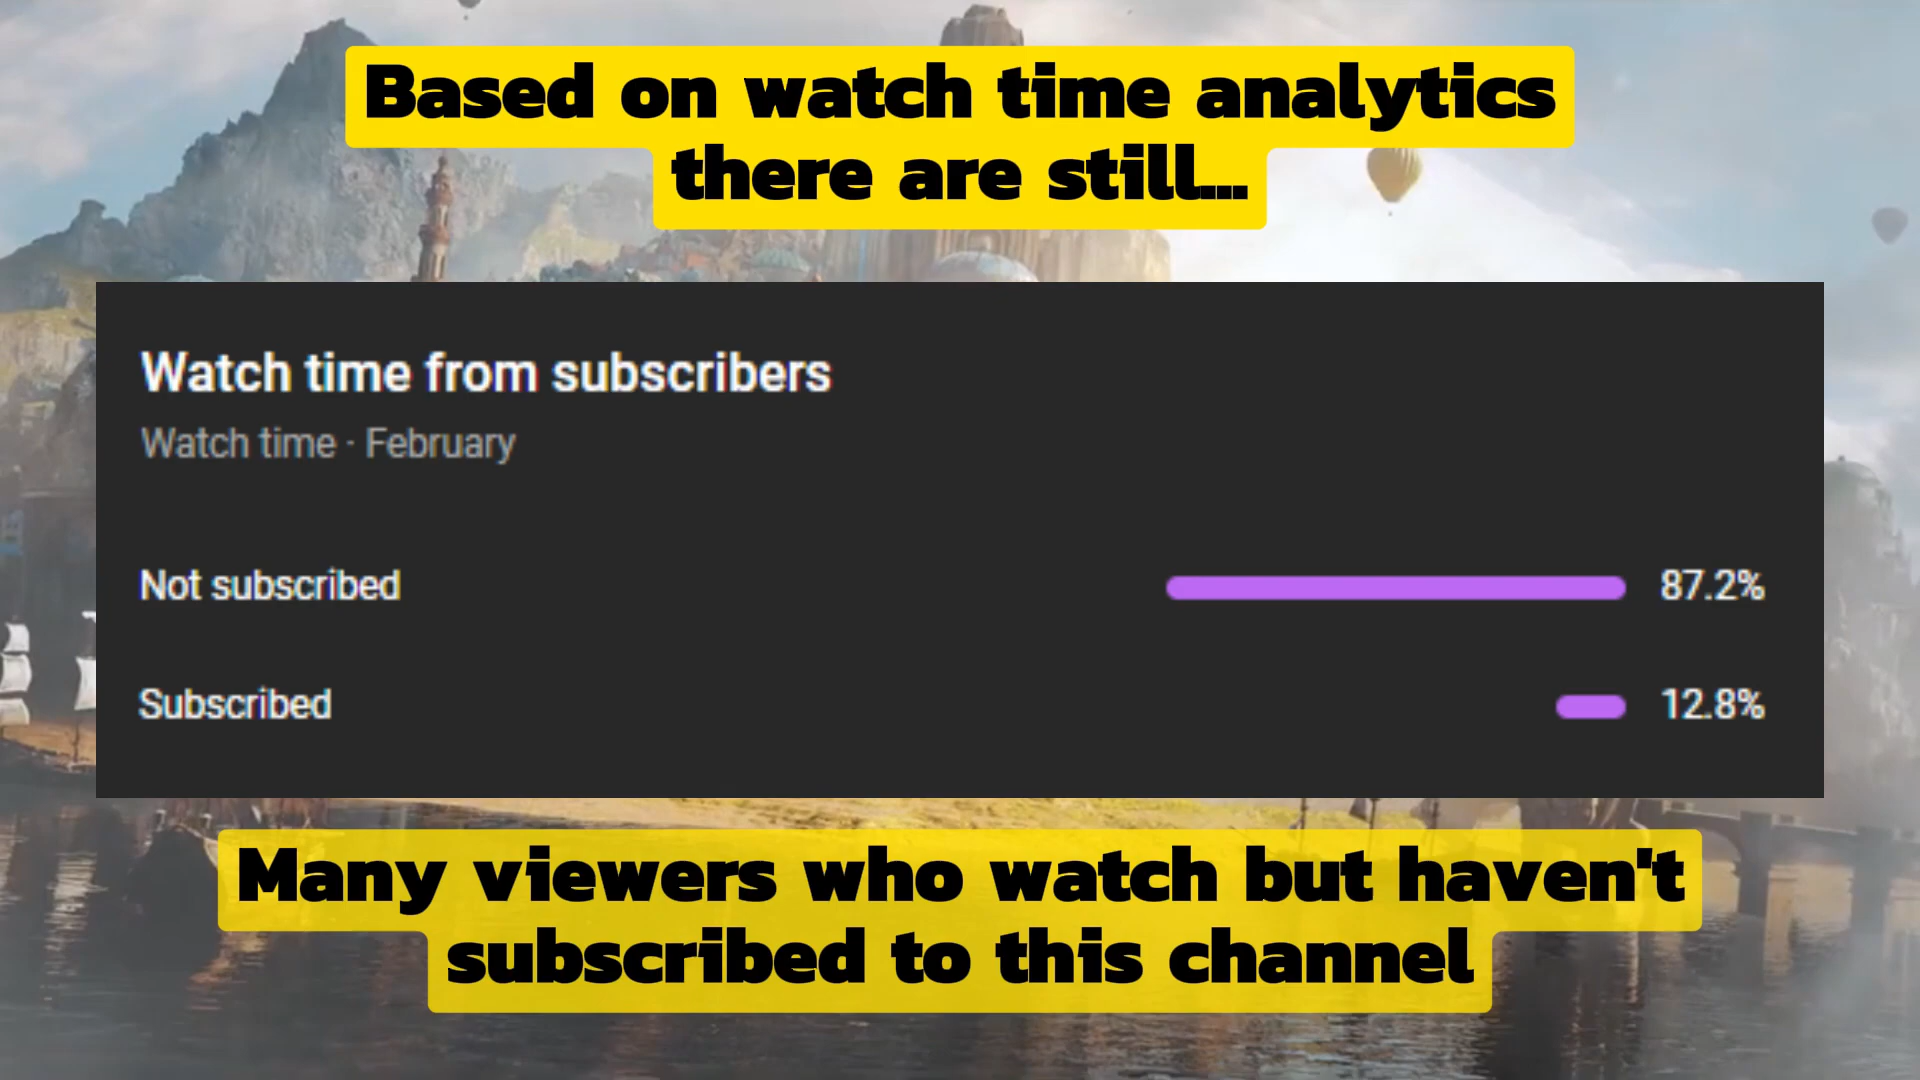 Based on watch time analytics
there are still...
Watch time from subscribers
Watch time · February
Not subscribed 87.2%
Subscribed 12.8%
Many viewers who watch but haven't
subscribed to this channel